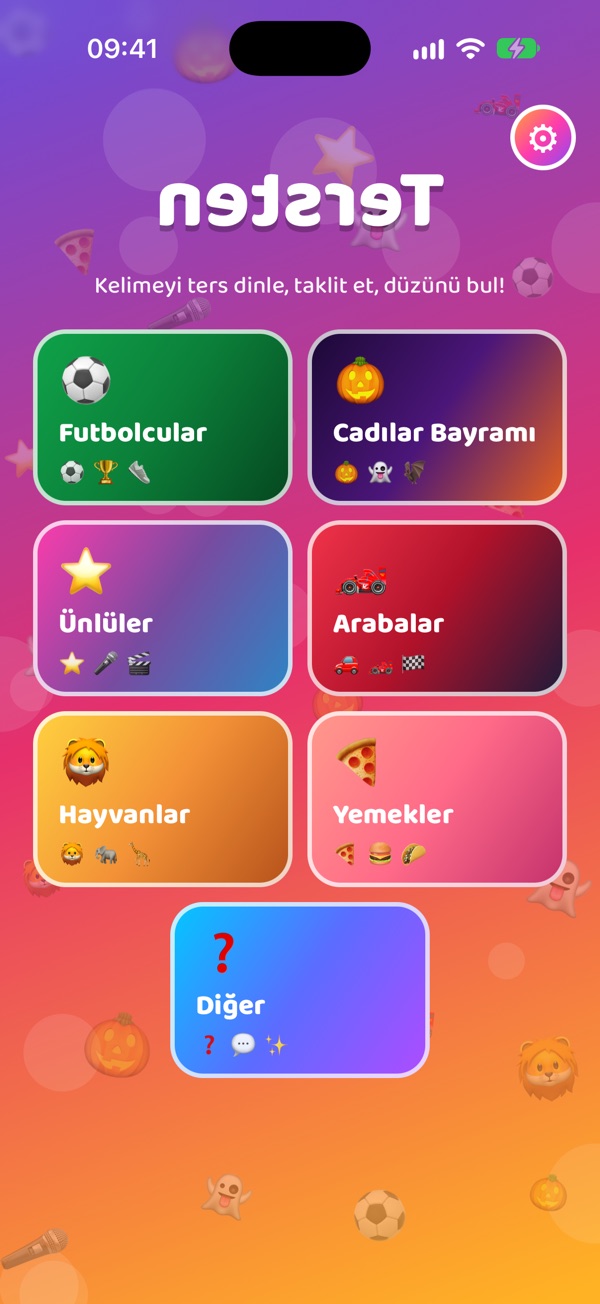 09:41
Tersten
Kelimeyi ters dinle, taklit et, düzünü bul!
Futbolcular
Cadılar Bayramı
Ünlüler
Arabalar
Hayvanlar
Yemekler
Diğer